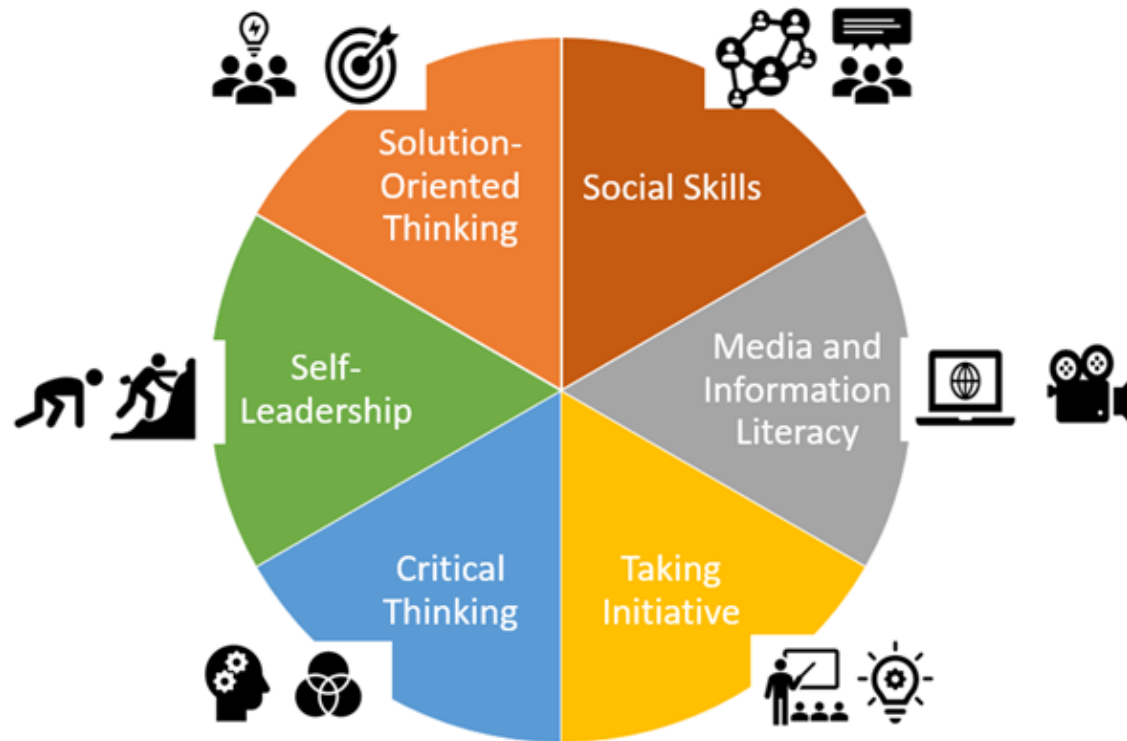 Solution-
Oriented
Thinking
Social Skills
Media and
Information
Literacy
Self-
Leadership
Critical
Thinking
Taking
Initiative